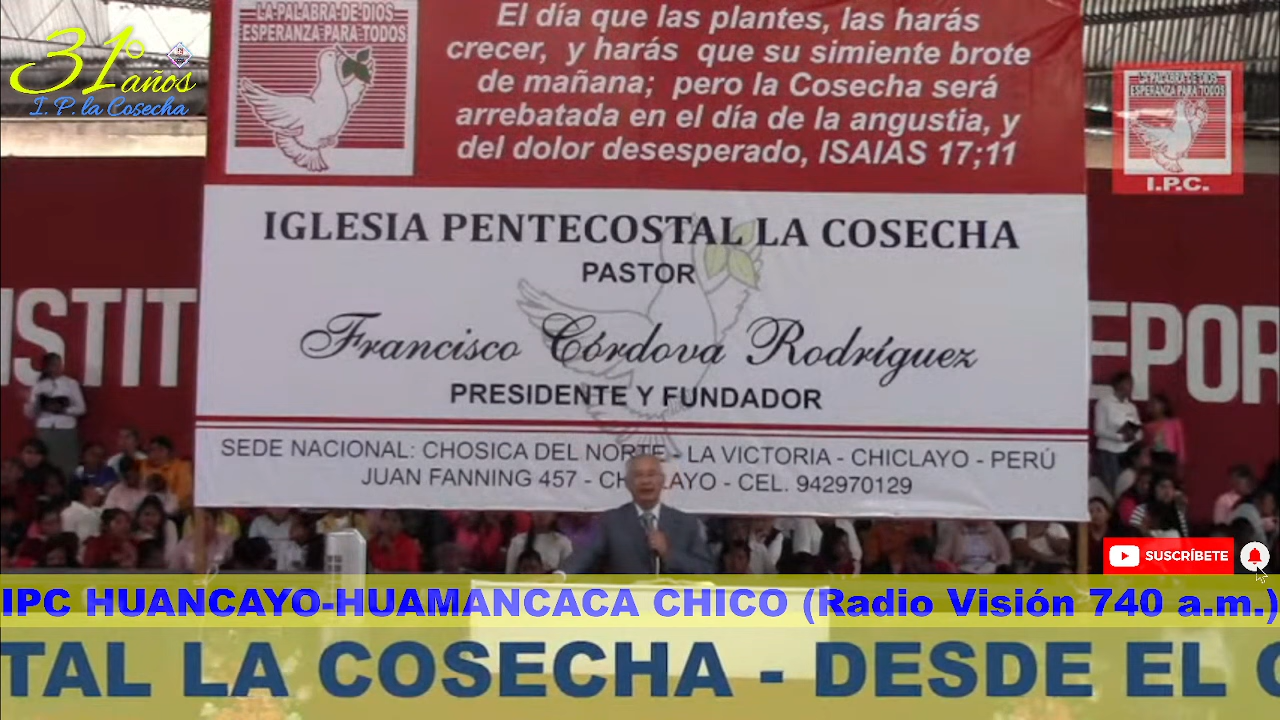 31° años
I. P. la Cosecha
LA PALABRA DE DIOS
ESPERANZA PARA TODOS
El día que las plantes, las harás
crecer, y harás que su simiente brote
de mañana; pero la Cosecha será
arrebatada en el día de la angustia, y
del dolor desesperado, ISAIAS 17;11
LA PALABRA DE DIOS
ESPERANZA PARA TODOS
I.P.C.
IGLESIA PENTECOSTAL LA COSECHA
PASTOR
Francisco Córdova Rodríguez
PRESIDENTE Y FUNDADOR
STIT
EPOR
SEDE NACIONAL: CHOSICA DEL NORTE - LA VICTORIA - CHICLAYO - PERÚ
JUAN FANNING 457 - CH LAYO - CEL. 942970129
SUSCRÍBETE
IPC HUANCAYO-HUAMANCACA CHICO (Radio Visión 740 a.m.)
TAL LA COSECHA - DESDE EL